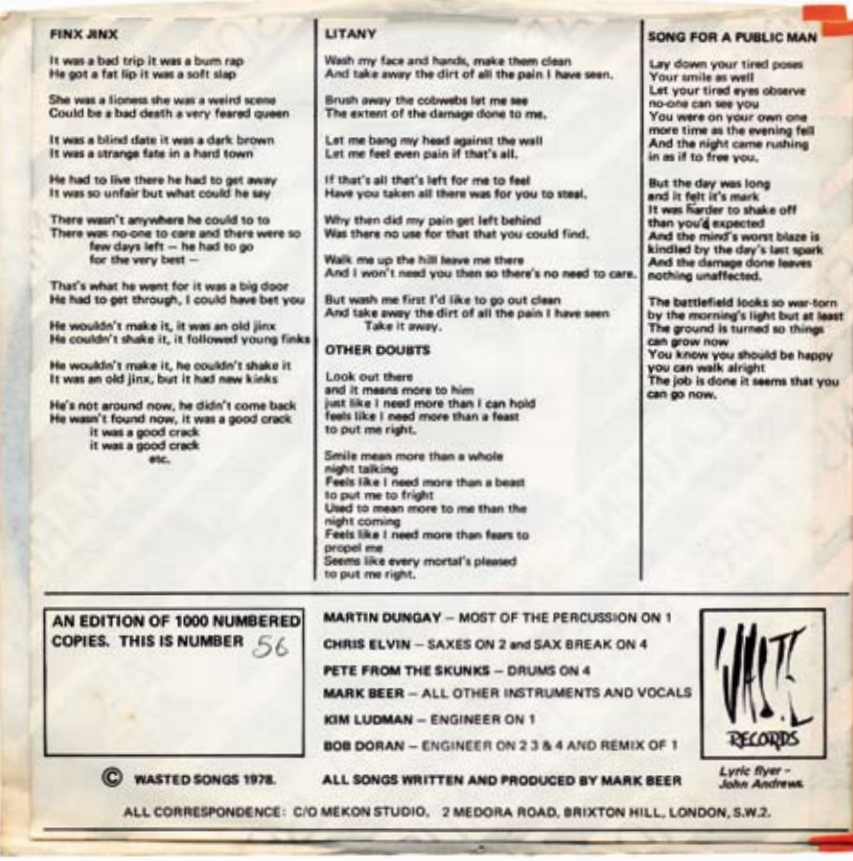 FINX JINX
It was a bad trip it was a bum rap
He got a fat lip it was a soft slap
She was a lioness she was a weird scene
Could be a bad death a very feared queen
It was a blind date it was a dark brown
It was a strange fate in a hard town
He had to live there he had to get away
It was so unfair but what could he say
There wasn't anywhere he could to to
There was no-one to care and there were so
few days left — he had to go
for the very best —
That's what he went for it was a big door
He had to get through, I could have bet you
He wouldn't make it, it was an old jinx
He couldn't shake it, it followed young finks
He wouldn't make it, he couldn't shake it
It was an old jinx, but it had new kinks
He's not around now, he didn't come back
He wasn't found now, it was a good crack
it was a good crack
it was a good crack
etc.
LITANY
Wash my face and hands, make them clean
And take away the dirt of all the pain I have seen.
Brush away the cobwebs let me see
The extent of the damage done to me.
Let me bang my head against the wall
Let me feel even pain if that's all.
If that's all that's left for me to feel
Have you taken all there was for you to steal.
Why then did my pain get left behind
Was there no use for that that you could find.
Walk me up the hill leave me there
And I won't need you then so there's no need to care.
But wash me first I'd like to go out clean
And take away the dirt of all the pain I have seen
Take it away.
OTHER DOUBTS
Look out there
and it means more to him
just like I need more than I can hold
feels like I need more than a feast
to put me right.
Smile mean more than a whole
night talking
Feels like I need more than a beast
to put me to fright
Used to mean more to me than the
night coming
Feels like I need more than fears to
propel me
Seems like every mortal's pleased
to put me right.
SONG FOR A PUBLIC MAN
Lay down your tired poses
Your smile as well
Let your tired eyes observe
no-one can see you
You were on your own one
more time as the evening fell
And the night came rushing
in as if to free you.
But the day was long
and it felt it's mark
It was harder to shake off
than you'd expected
And the mind's worst blaze is
kindled by the day's last spark
And the damage done leaves
nothing unaffected.
The battlefield looks so war-torn
by the morning's light but at least
The ground is turned so things
can grow now
You know you should be happy
you can walk alright
The job is done it seems that you
can go now.
AN EDITION OF 1000 NUMBERED
COPIES. THIS IS NUMBER 56
MARTIN DUNGAY — MOST OF THE PERCUSSION ON 1
CHRIS ELVIN — SAXES ON 2 and SAX BREAK ON 4
PETE FROM THE SKUNKS — DRUMS ON 4
MARK BEER — ALL OTHER INSTRUMENTS AND VOCALS
KIM LUDMAN — ENGINEER ON 1
BOB DORAN — ENGINEER ON 2 3 & 4 AND REMIX OF 1
RECORDS
© WASTED SONGS 1978.
ALL SONGS WRITTEN AND PRODUCED BY MARK BEER
Lyric flyer –
John Andrews.
ALL CORRESPONDENCE: C/O MEKON STUDIO, 2 MEDORA ROAD, BRIXTON HILL, LONDON, S.W.2.